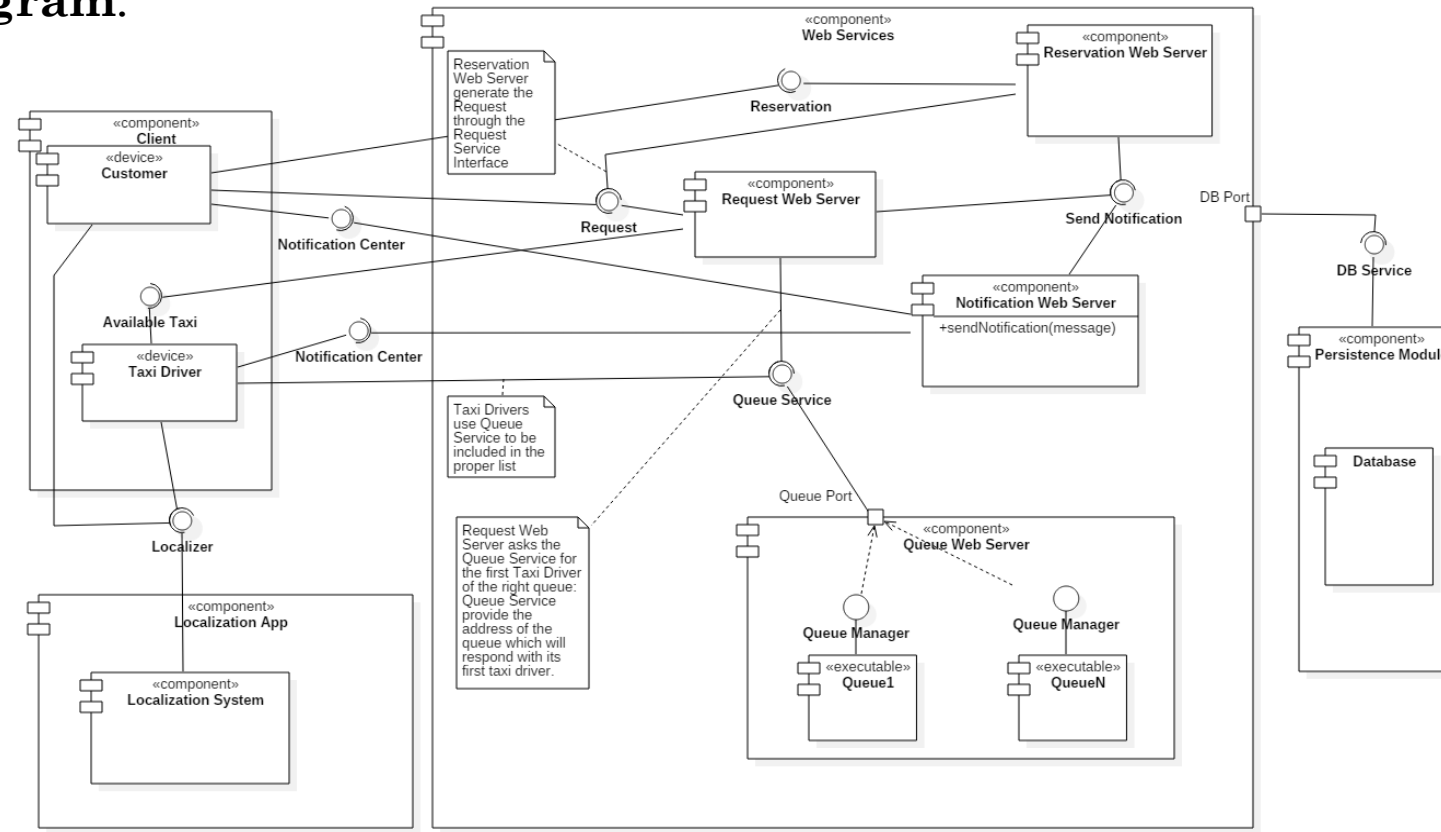 gram.
«component»
Web Services
«component»
Reservation Web Server
Reservation
Web Server
generate the
Request
through the
Request
Service
Interface
Reservation
«component»
Client
«device»
Customer
«component»
Request Web Server
Request
Send Notification
DB Port
Notification Center
DB Service
«component»
Notification Web Server
+sendNotification(message)
Available Taxi
«device»
Taxi Driver
Notification Center
«component»
Persistence Modul
Queue Service
Taxi Drivers
use Queue
Service to be
included in the
proper list
Database
Queue Port
Localizer
Request Web
Server asks the
Queue Service for
the first Taxi Driver
of the right queue:
Queue Service
provide the
address of the
queue which will
respond with its
first taxi driver.
«component»
Queue Web Server
«component»
Localization App
Queue Manager
Queue Manager
«executable»
Queue1
«executable»
QueueN
«component»
Localization System